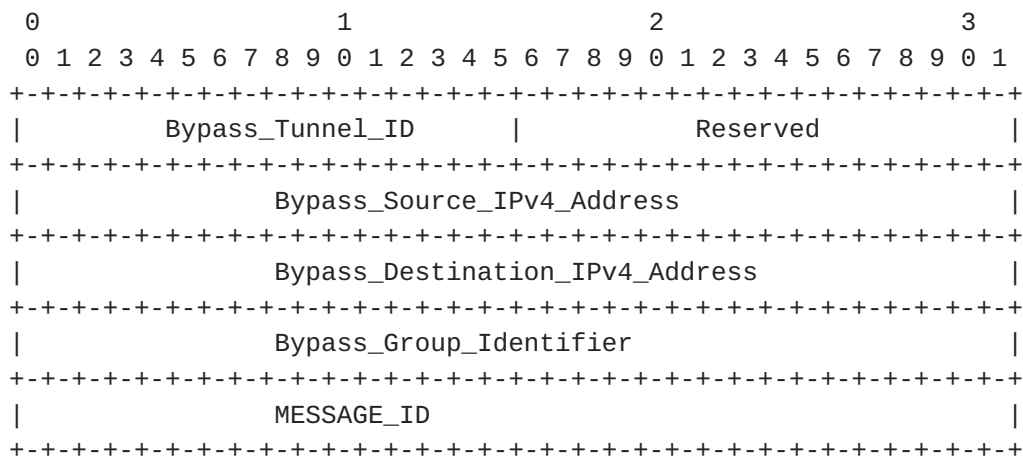 0                   1                   2                   3
 0 1 2 3 4 5 6 7 8 9 0 1 2 3 4 5 6 7 8 9 0 1 2 3 4 5 6 7 8 9 0 1
+-+-+-+-+-+-+-+-+-+-+-+-+-+-+-+-+-+-+-+-+-+-+-+-+-+-+-+-+-+-+-+-+
|         Bypass_Tunnel_ID      |           Reserved            |
+-+-+-+-+-+-+-+-+-+-+-+-+-+-+-+-+-+-+-+-+-+-+-+-+-+-+-+-+-+-+-+-+
|                Bypass_Source_IPv4_Address                     |
+-+-+-+-+-+-+-+-+-+-+-+-+-+-+-+-+-+-+-+-+-+-+-+-+-+-+-+-+-+-+-+-+
|                Bypass_Destination_IPv4_Address                |
+-+-+-+-+-+-+-+-+-+-+-+-+-+-+-+-+-+-+-+-+-+-+-+-+-+-+-+-+-+-+-+-+
|                Bypass_Group_Identifier                        |
+-+-+-+-+-+-+-+-+-+-+-+-+-+-+-+-+-+-+-+-+-+-+-+-+-+-+-+-+-+-+-+-+
|                MESSAGE_ID                                     |
+-+-+-+-+-+-+-+-+-+-+-+-+-+-+-+-+-+-+-+-+-+-+-+-+-+-+-+-+-+-+-+-+